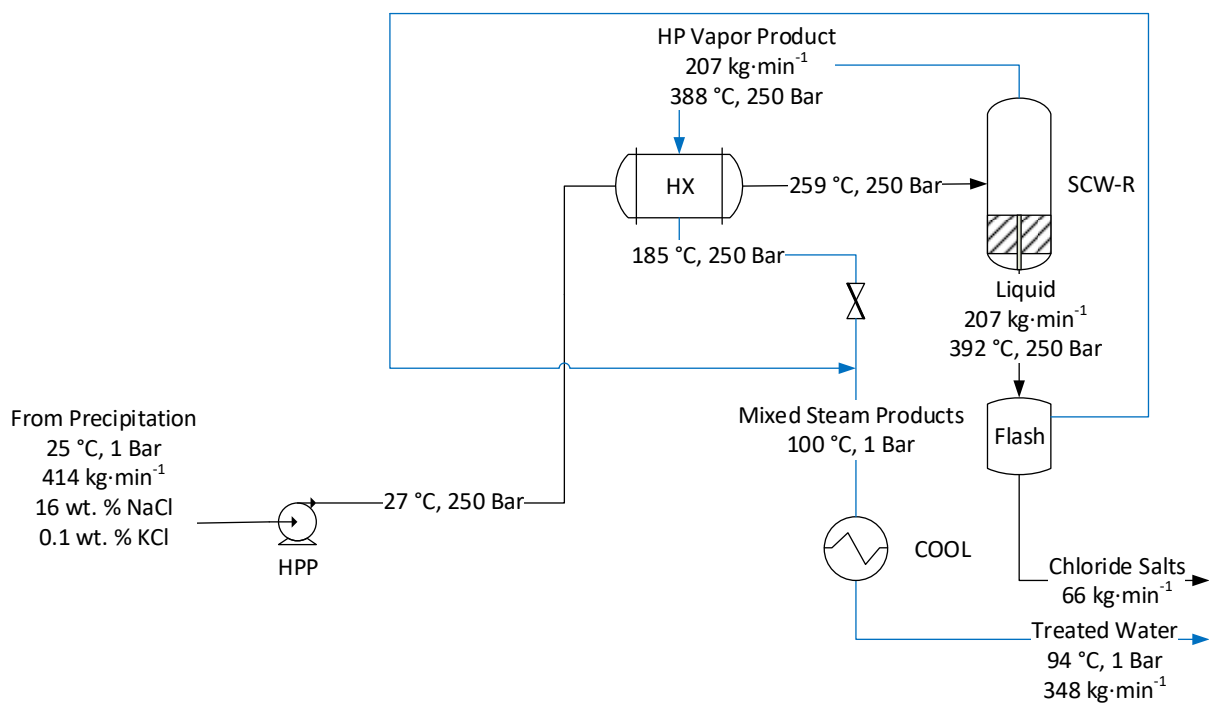 HP Vapor Product
207 kg·min⁻¹
388 °C, 250 Bar
HX
259 °C, 250 Bar
SCW-R
185 °C, 250 Bar
Liquid
207 kg·min⁻¹
392 °C, 250 Bar
From Precipitation
25 °C, 1 Bar
414 kg·min⁻¹
16 wt. % NaCl
0.1 wt. % KCl
27 °C, 250 Bar
HPP
Mixed Steam Products
100 °C, 1 Bar
Flash
COOL
Chloride Salts
66 kg·min⁻¹
Treated Water
94 °C, 1 Bar
348 kg·min⁻¹